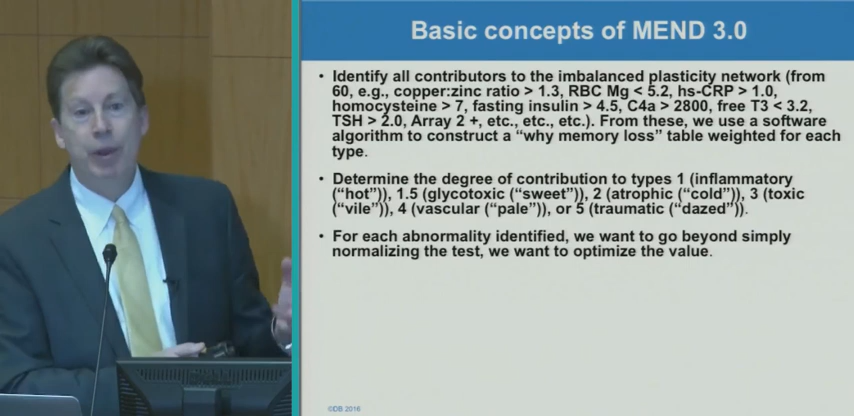 Basic concepts of MEND 3.0
• Identify all contributors to the imbalanced plasticity network (from
60, e.g., copper:zinc ratio > 1.3, RBC Mg < 5.2, hs-CRP > 1.0,
homocysteine > 7, fasting insulin > 4.5, C4a > 2800, free T3 < 3.2,
TSH > 2.0, Array 2 +, etc., etc., etc.). From these, we use a software
algorithm to construct a “why memory loss” table weighted for each
type.
• Determine the degree of contribution to types 1 (inflammatory
(“hot”)), 1.5 (glycotoxic (“sweet”)), 2 (atrophic (“cold”)), 3 (toxic
(“vile”)), 4 (vascular (“pale”)), or 5 (traumatic (“dazed”)).
• For each abnormality identified, we want to go beyond simply
normalizing the test, we want to optimize the value.
©DB 2016